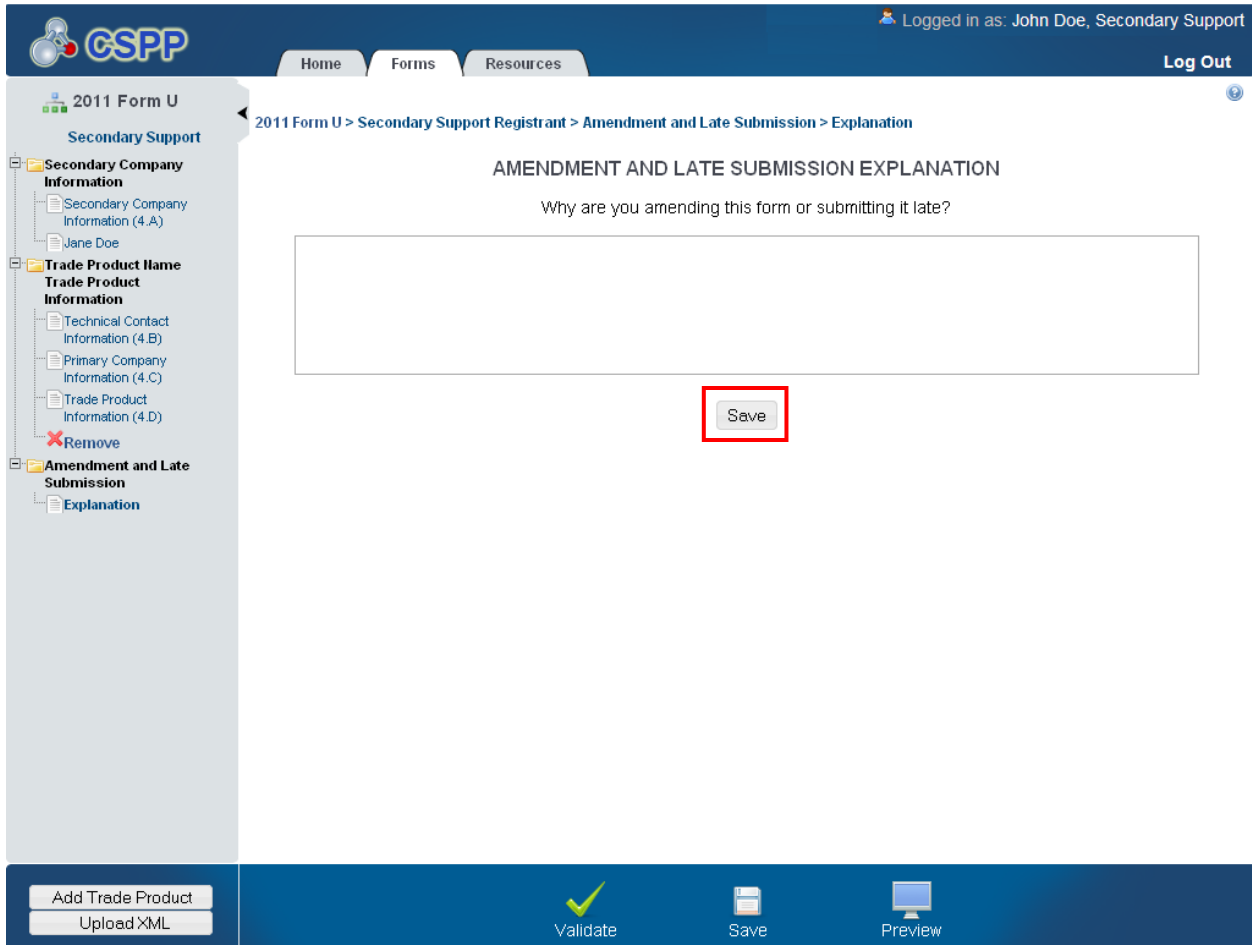 Logged in as: John Doe, Secondary Support
CSPP
Home
Forms
Resources
Log Out
2011 Form U
Secondary Support
Secondary Company
Information
Secondary Company
Information (4.A)
Jane Doe
Trade Product Name
Trade Product
Information
Technical Contact
Information (4.B)
Primary Company
Information (4.C)
Trade Product
Information (4.D)
Remove
Amendment and Late
Submission
Explanation
2011 Form U > Secondary Support Registrant > Amendment and Late Submission > Explanation
AMENDMENT AND LATE SUBMISSION EXPLANATION
Why are you amending this form or submitting it late?
Save
Add Trade Product
Upload XML
Validate
Save
Preview